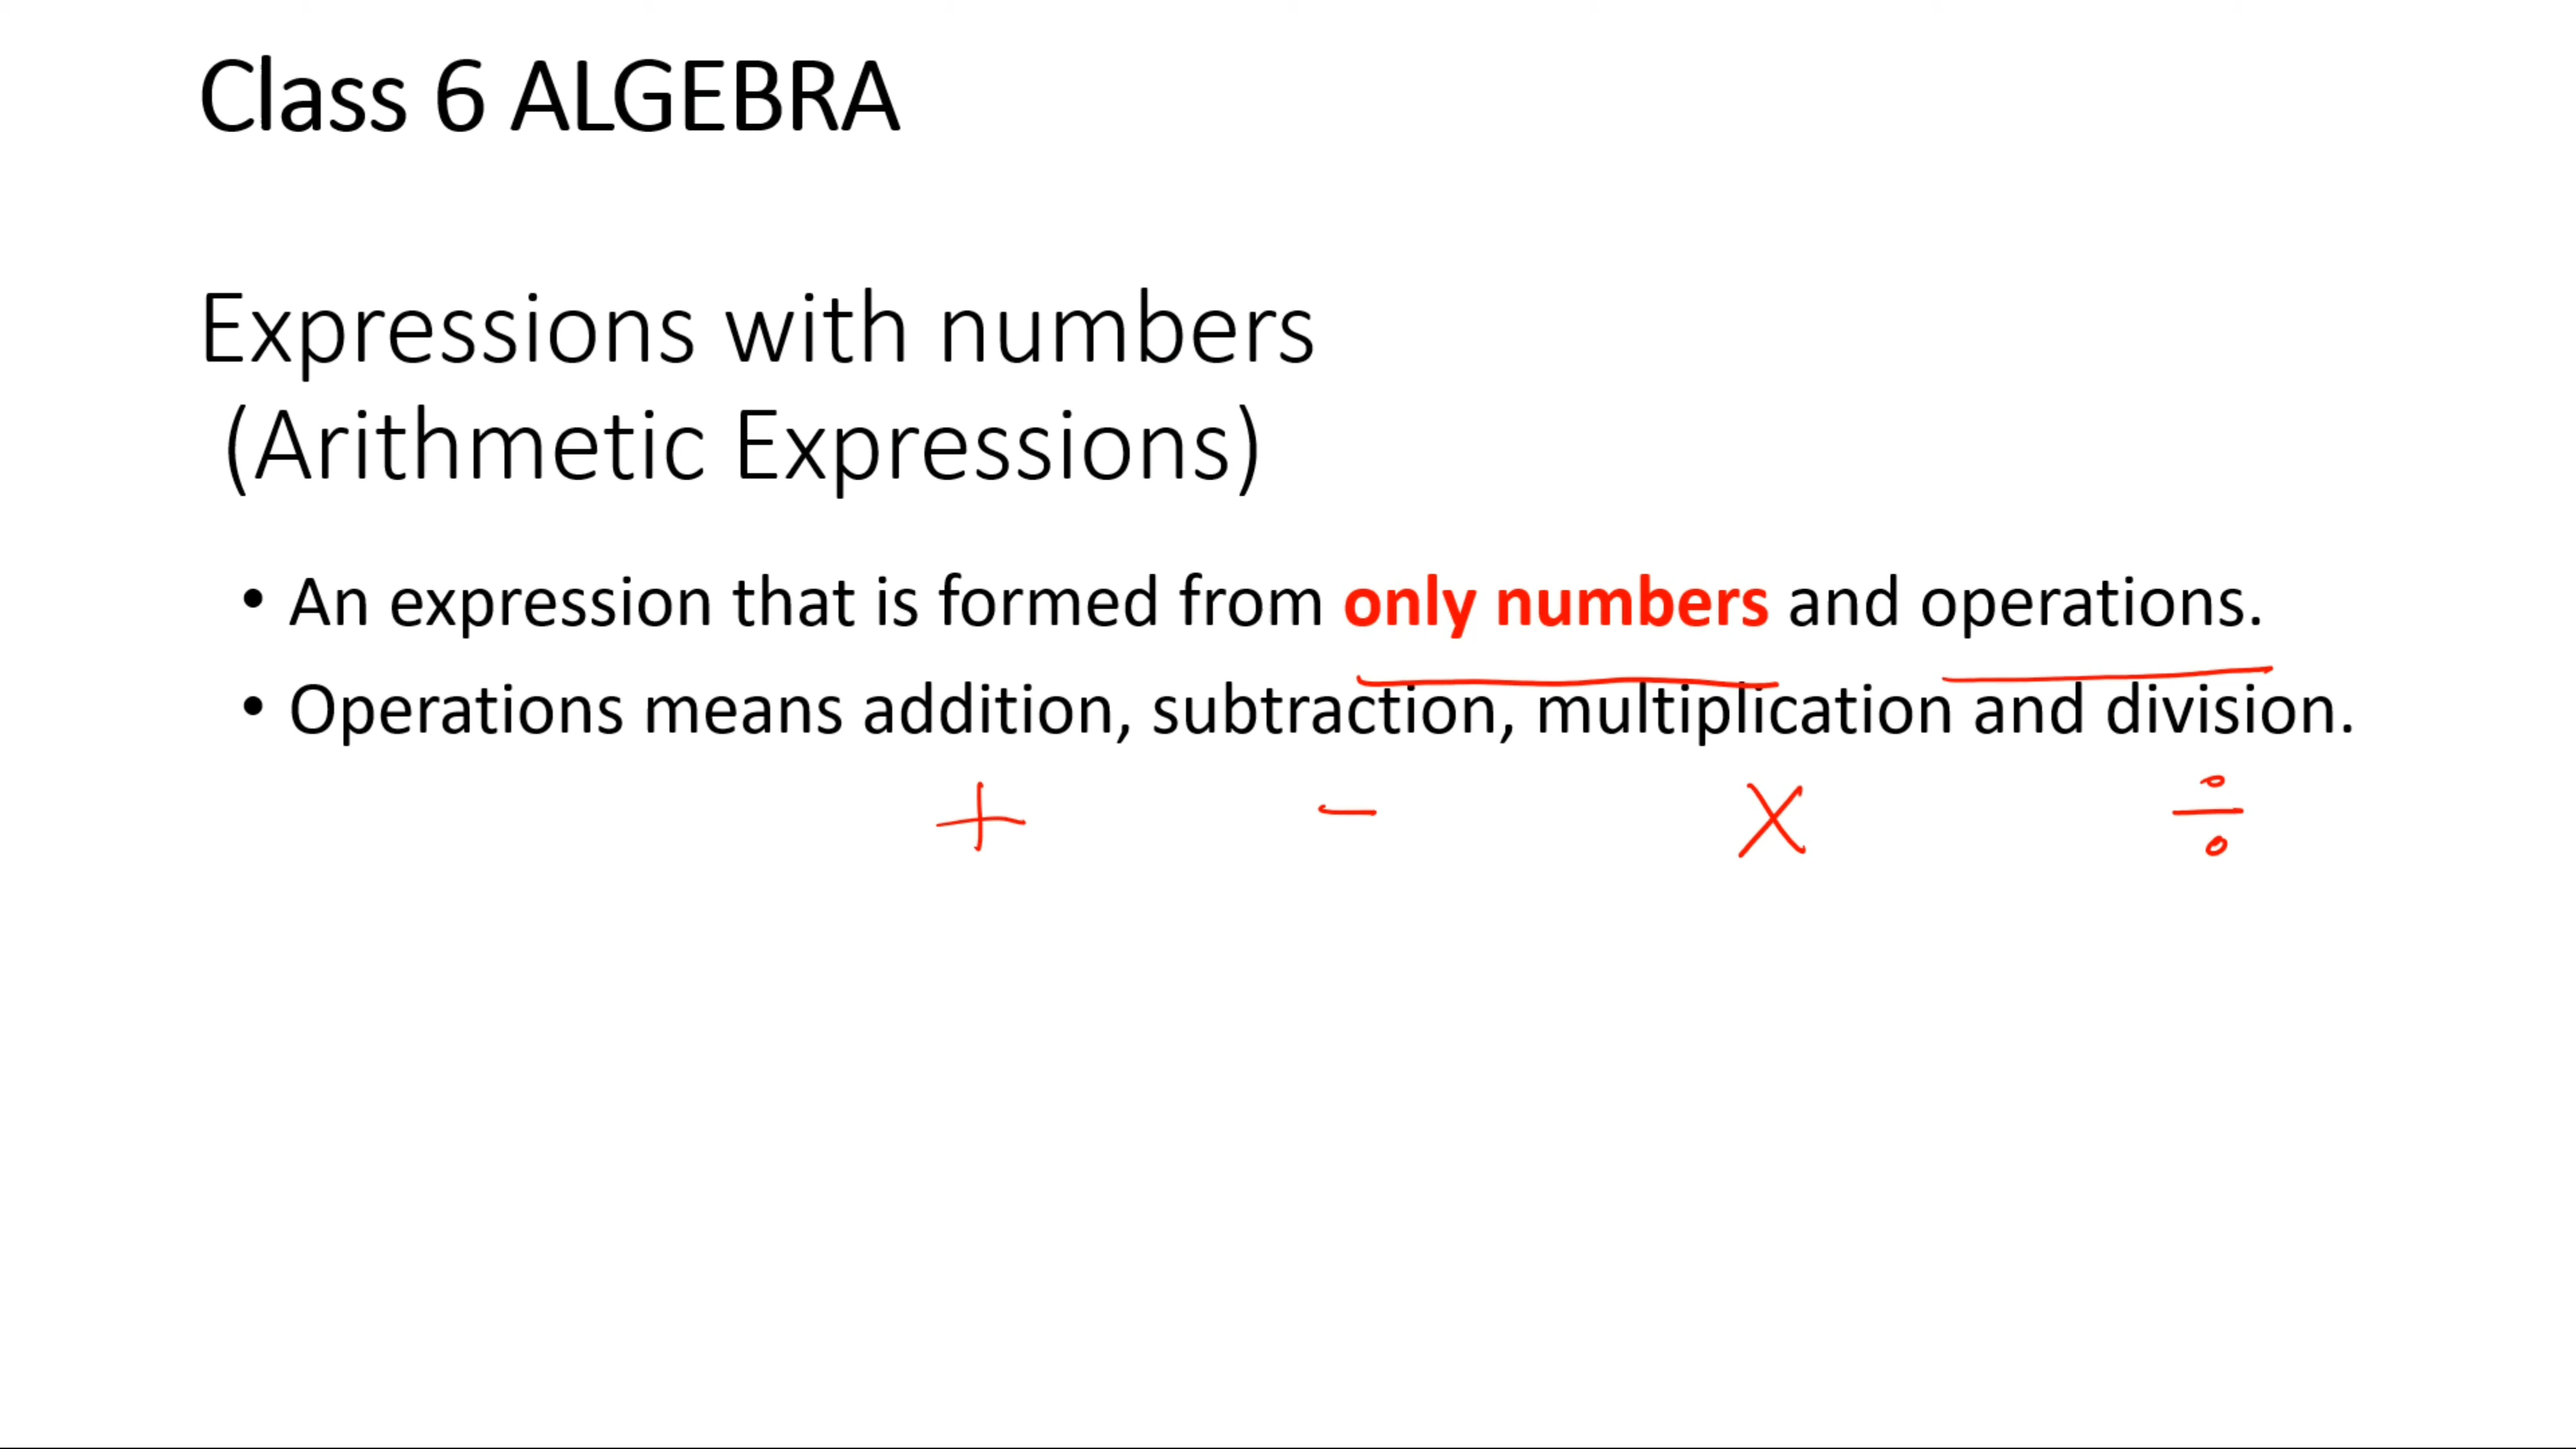 Class 6 ALGEBRA
Expressions with numbers
(Arithmetic Expressions)
• An expression that is formed from only numbers and operations.
• Operations means addition, subtraction, multiplication and division.
+ - × ÷